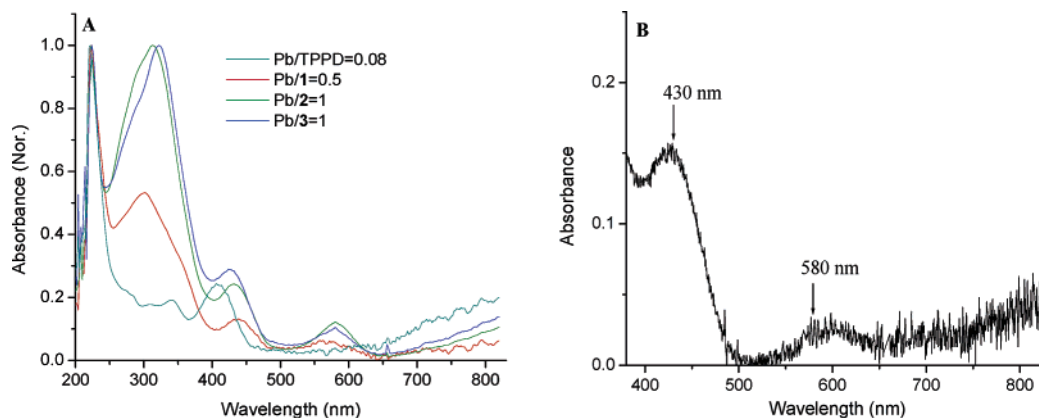 A
Pb/TPPD=0.08
Pb/1=0.5
Pb/2=1
Pb/3=1
1.0
0.8
0.6
0.4
0.2
0.0
Absorbance (Nor.)
200 300 400 500 600 700 800
Wavelength (nm)
B
430 nm
580 nm
0.2
0.1
0.0
Absorbance
400 500 600 700 800
Wavelength (nm)